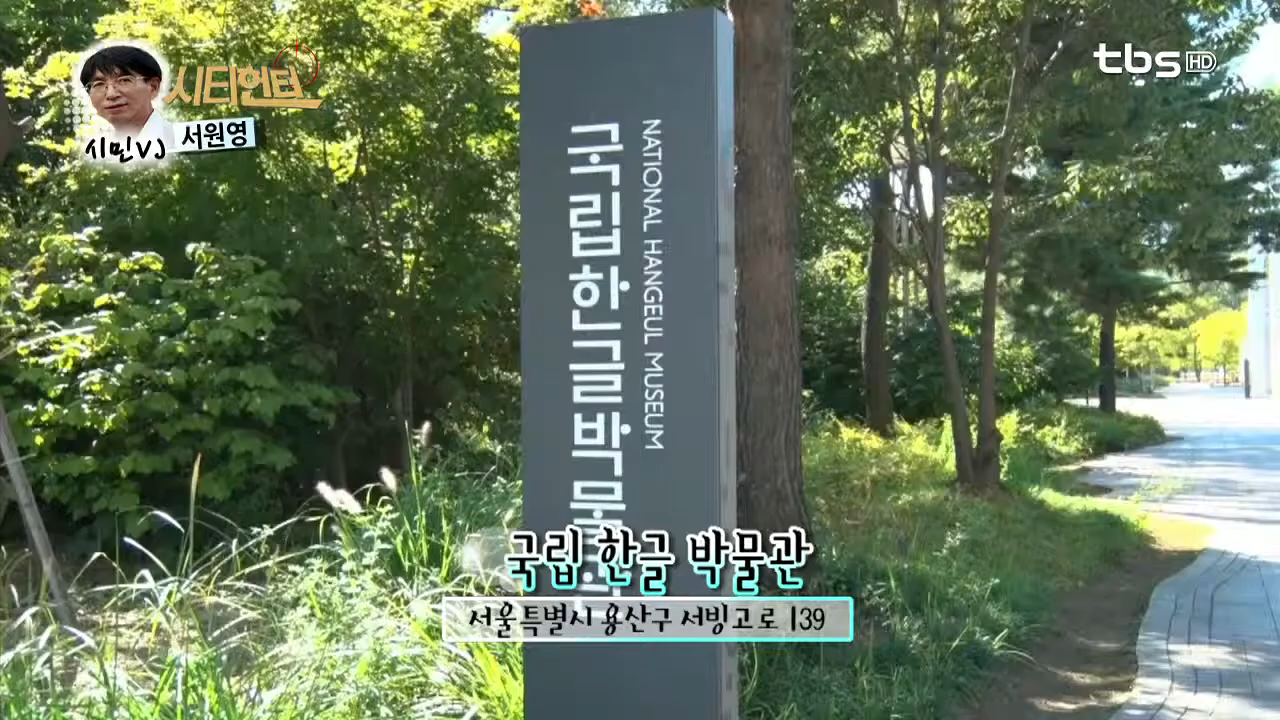 시티헌터
시민VJ 서원영
tbs HD
NATIONAL HANGEUL MUSEUM
국립한글박물관
국립 한글 박물관
서울특별시 용산구 서빙고로 139